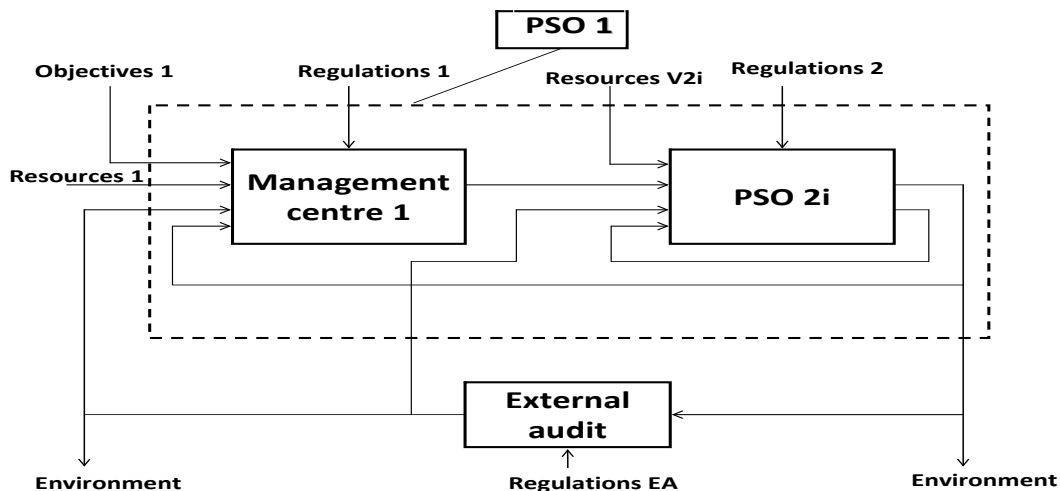 PSO 1
Objectives 1
Regulations 1
Resources V2i
Regulations 2
Resources 1
Management
centre 1
PSO 2i
External
audit
Environment
Regulations EA
Environment